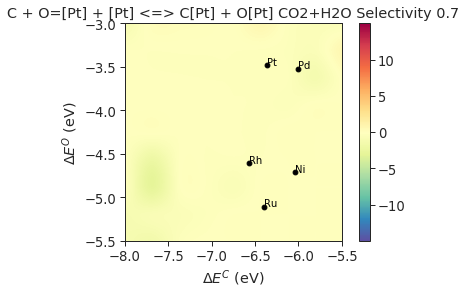 C + O=[Pt] + [Pt] <=> C[Pt] + O[Pt] CO2+H2O Selectivity 0.7
−3.0
−3.5
−4.0
−4.5
−5.0
−5.5
ΔE^O (eV)
Pt
Pd
Rh
Ni
Ru
−8.0 −7.5 −7.0 −6.5 −6.0 −5.5
ΔE^C (eV)
10
5
0
−5
−10